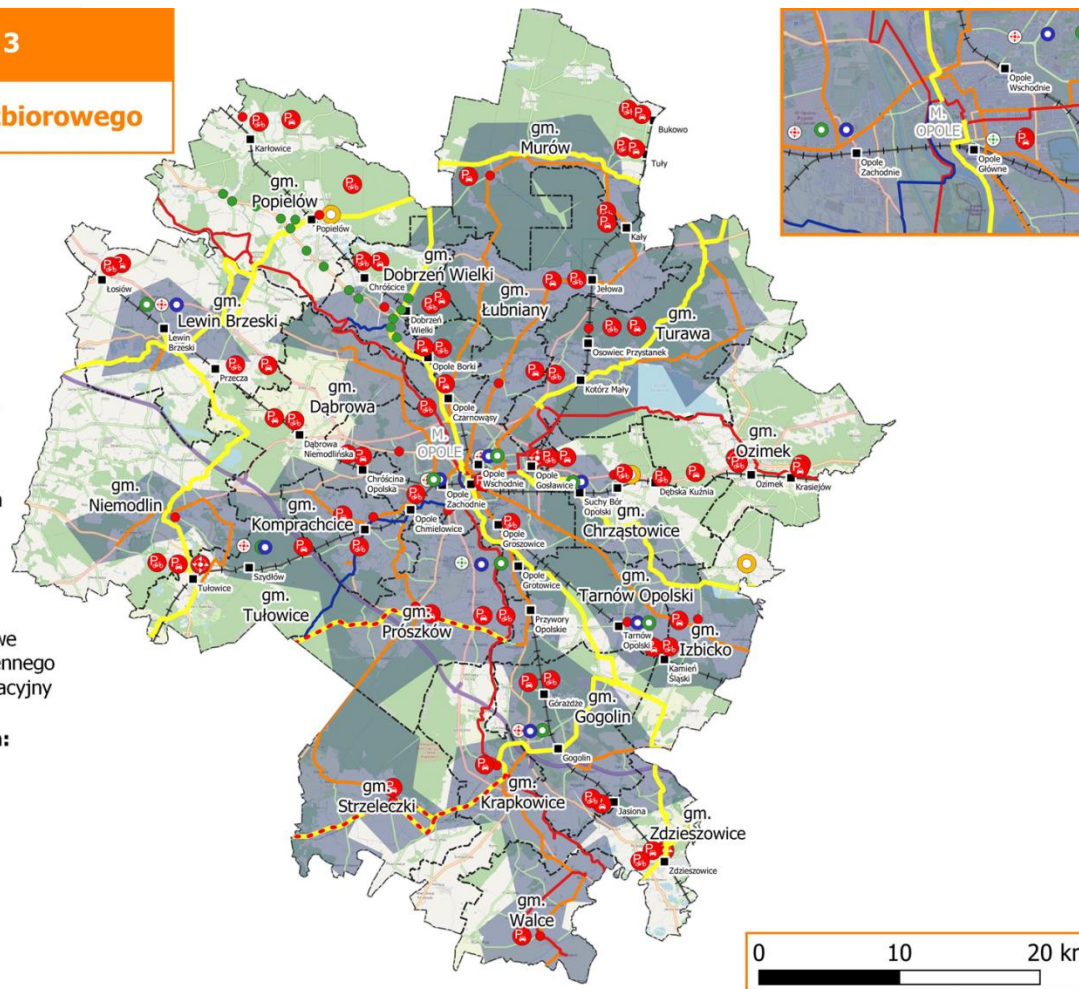 3
zbiorowego
we
ennego
acyjny
a:
Karłowice
Bukowo
Tuły
gm.
Murów
gm.
Popielów
Popielów
Kały
Łosiów
Chróścice
gm.
Dobrzeń Wielki
Dobrzeń
Wielki
gm.
Łubniany
Jełowa
gm.
Turawa
gm.
Lewin Brzeski
Lewin
Brzeski
Osowiec Przystanek
Przecza
Opole Borki
Kotórz Mały
gm.
Dąbrowa
Opole
Czarnowąsy
Dąbrowa
Niemodlińska
M.
OPOLE
gm.
Ozimek
Chróścina
Opolska
Opole
Wschodnie
Opole
Gosławice
Dębska Kuźnia
Ozimek
Krasiejów
gm.
Niemodlin
Opole
Zachodnie
Suchy Bór
Opolski
gm.
Chrząstowice
gm.
Komprachcice
Opole
Chmielowice
Opole
Groszowice
Tułowice
Szydłów
gm.
Tułowice
Opole
Grotowice
gm.
Tarnów Opolski
gm.
Prószków
Przywory
Opolskie
Tarnów
Opolski
gm.
Izbicko
Kamień
Śląski
Górażdże
gm.
Gogolin
Gogolin
gm.
Strzeleczki
gm.
Krapkowice
Jasiona
gm.
Zdzieszowice
Zdzieszowice
gm.
Walce
Opole
Wschodnie
M.
OPOLE
Opole
Zachodnie
Opole
Główne
0 10 20 km